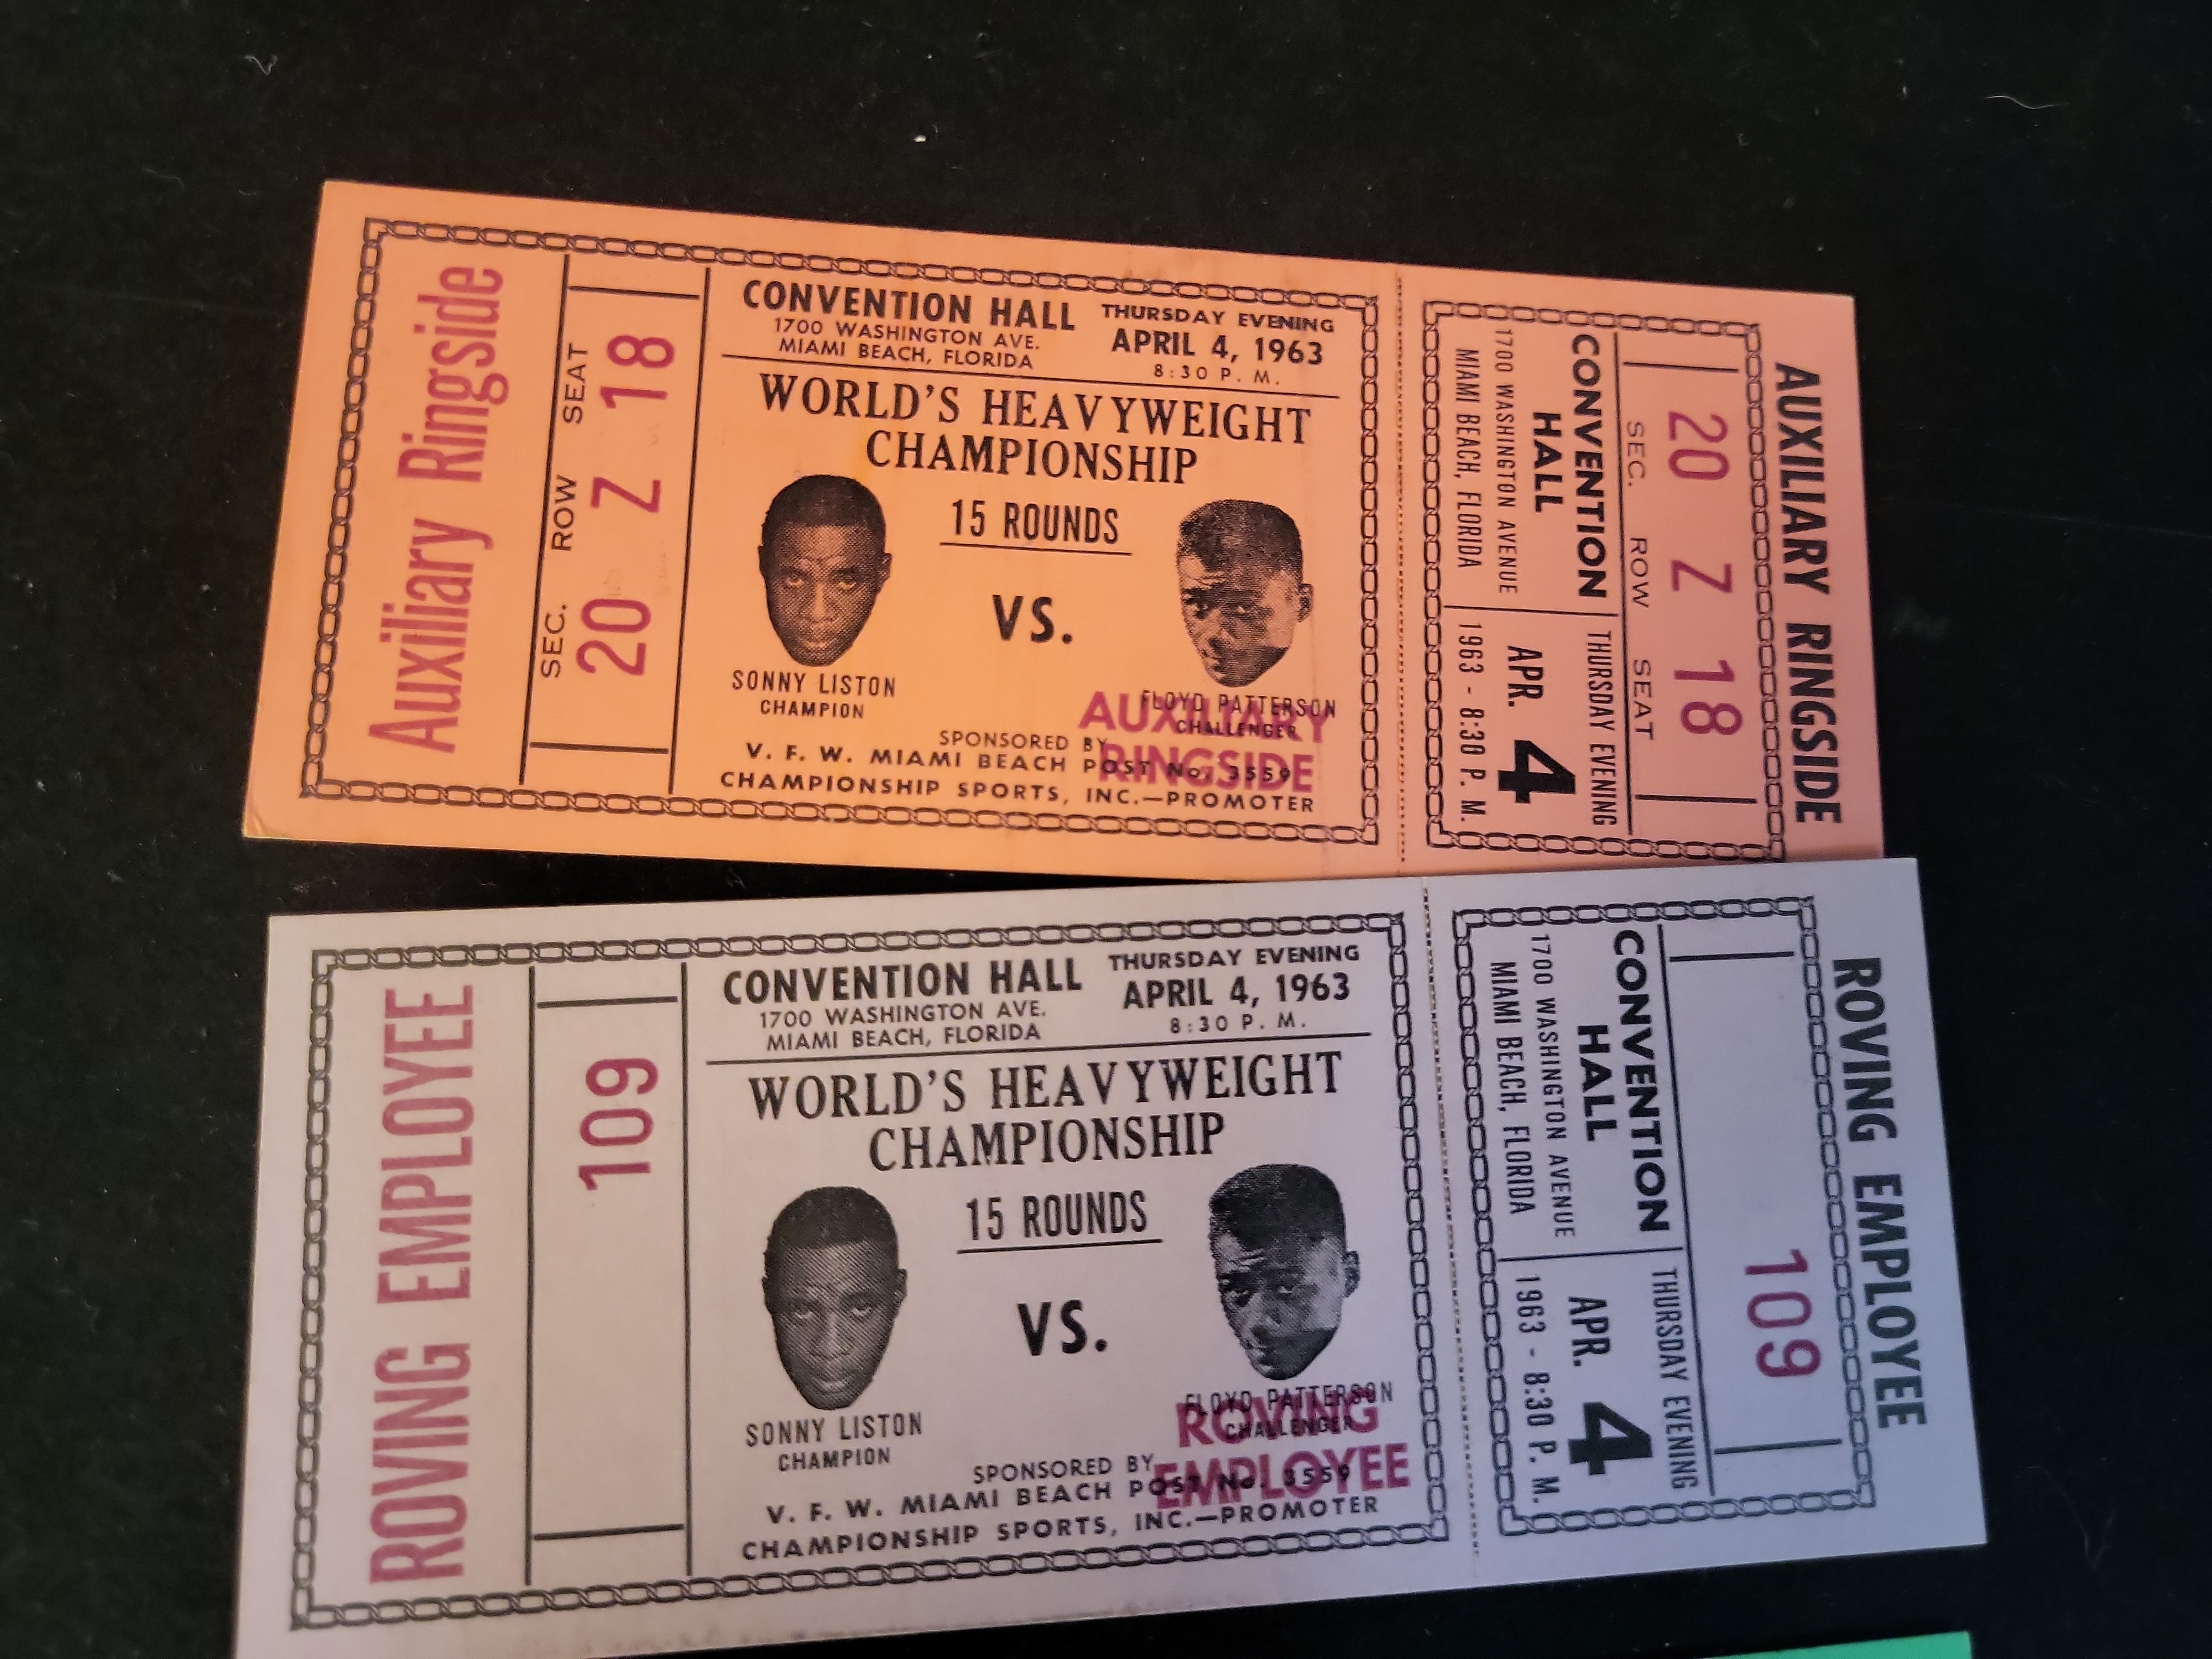 Auxiliary Ringside
SEC. ROW SEAT
20 Z 18
CONVENTION HALL
1700 WASHINGTON AVE.
MIAMI BEACH, FLORIDA
THURSDAY EVENING
APRIL 4, 1963
8:30 P. M.
WORLD'S HEAVYWEIGHT
CHAMPIONSHIP
15 ROUNDS
VS.
SONNY LISTON
CHAMPION
FLOYD PATTERSON
CHALLENGER
AUXILIARY
RINGSIDE
SPONSORED BY
V. F. W. MIAMI BEACH POST No. 3559
CHAMPIONSHIP SPORTS, INC.—PROMOTER
AUXILIARY RINGSIDE
20 Z 18
SEC. ROW SEAT
CONVENTION
HALL
1700 WASHINGTON AVENUE
MIAMI BEACH, FLORIDA
THURSDAY EVENING
APR. 4
1963 - 8:30 P. M.
ROVING EMPLOYEE
109
CONVENTION HALL
1700 WASHINGTON AVE.
MIAMI BEACH, FLORIDA
THURSDAY EVENING
APRIL 4, 1963
8:30 P. M.
WORLD'S HEAVYWEIGHT
CHAMPIONSHIP
15 ROUNDS
VS.
SONNY LISTON
CHAMPION
FLOYD PATTERSON
CHALLENGER
ROVING
EMPLOYEE
SPONSORED BY
V. F. W. MIAMI BEACH POST No. 3559
CHAMPIONSHIP SPORTS, INC.—PROMOTER
ROVING EMPLOYEE
109
CONVENTION
HALL
1700 WASHINGTON AVENUE
MIAMI BEACH, FLORIDA
THURSDAY EVENING
APR. 4
1963 - 8:30 P. M.